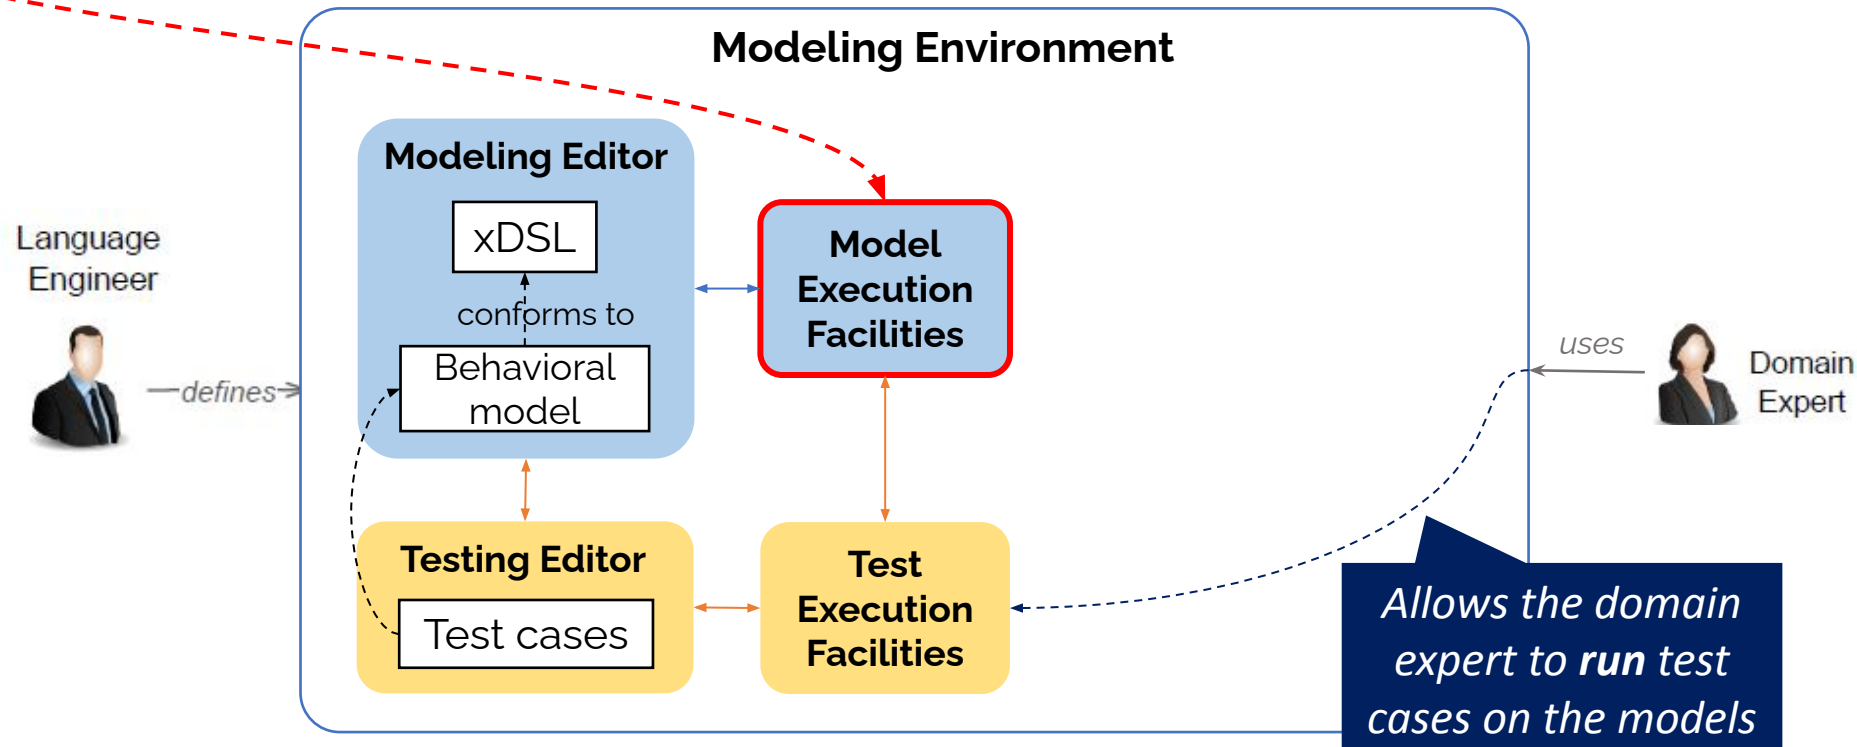 Modeling Environment
Modeling Editor
xDSL
conforms to
Behavioral
model
Model
Execution
Facilities
Language
Engineer
defines
uses
Domain
Expert
Testing Editor
Test cases
Test
Execution
Facilities
Allows the domain
expert to run test
cases on the models